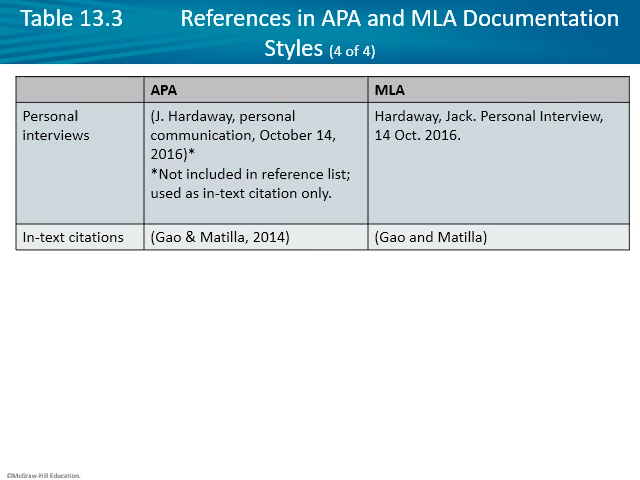 Table 13.3 References in APA and MLA Documentation
Styles (4 of 4)
APA MLA
Personal
interviews
(J. Hardaway, personal
communication, October 14,
2016)*
*Not included in reference list;
used as in-text citation only.
Hardaway, Jack. Personal Interview,
14 Oct. 2016.
In-text citations (Gao & Matilla, 2014) (Gao and Matilla)
©McGraw-Hill Education.